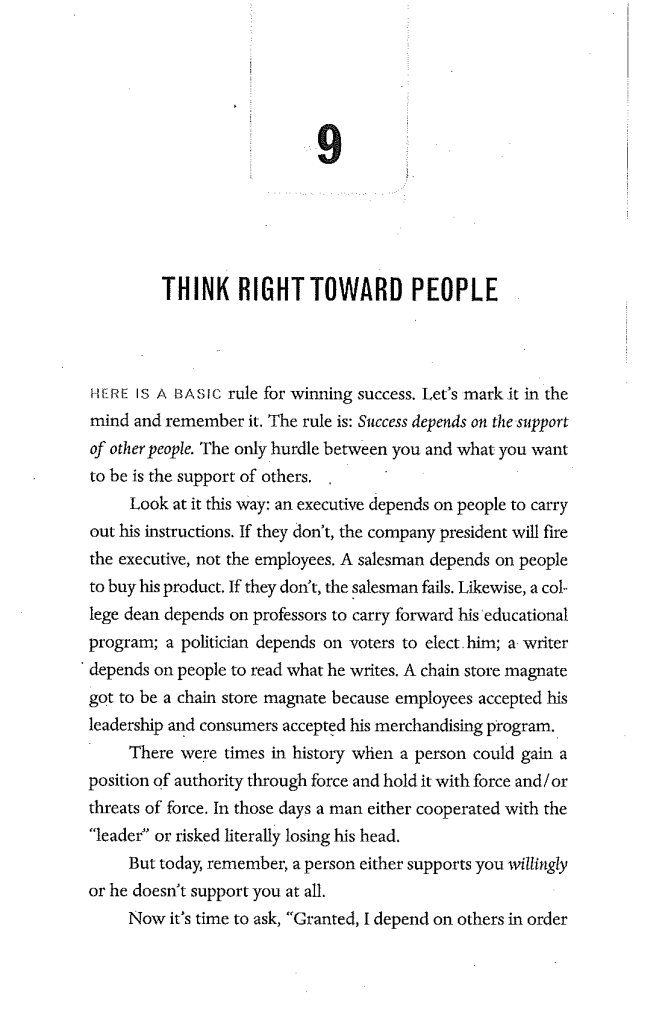 9
THINK RIGHT TOWARD PEOPLE
HERE IS A BASIC rule for winning success. Let's mark it in the
mind and remember it. The rule is: Success depends on the support
of other people. The only hurdle between you and what you want
to be is the support of others.
Look at it this way: an executive depends on people to carry
out his instructions. If they don't, the company president will fire
the executive, not the employees. A salesman depends on people
to buy his product. If they don't, the salesman fails. Likewise, a col-
lege dean depends on professors to carry forward his educational
program; a politician depends on voters to elect him; a writer
depends on people to read what he writes. A chain store magnate
got to be a chain store magnate because employees accepted his
leadership and consumers accepted his merchandising program.
There were times in history when a person could gain a
position of authority through force and hold it with force and/or
threats of force. In those days a man either cooperated with the
"leader" or risked literally losing his head.
But today, remember, a person either supports you willingly
or he doesn't support you at all.
Now it's time to ask, "Granted, I depend on others in order